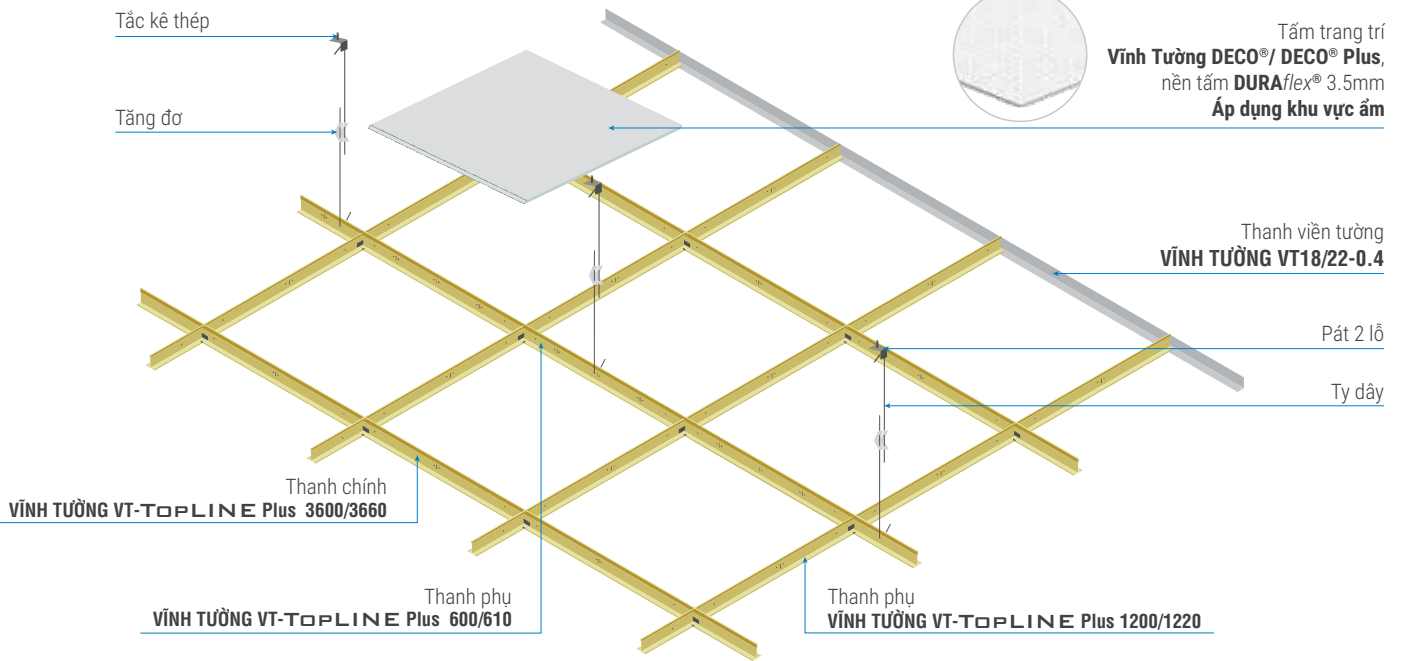 Tắc kê thép
Tăng đơ
Tấm trang trí
Vĩnh Tường DECO®/ DECO® Plus,
nền tấm DURAflex® 3.5mm
Áp dụng khu vực ẩm
Thanh viền tường
VĨNH TƯỜNG VT18/22-0.4
Pát 2 lỗ
Ty dây
Thanh chính
VĨNH TƯỜNG VT-TOPLINE Plus 3600/3660
Thanh phụ
VĨNH TƯỜNG VT-TOPLINE Plus 600/610
Thanh phụ
VĨNH TƯỜNG VT-TOPLINE Plus 1200/1220